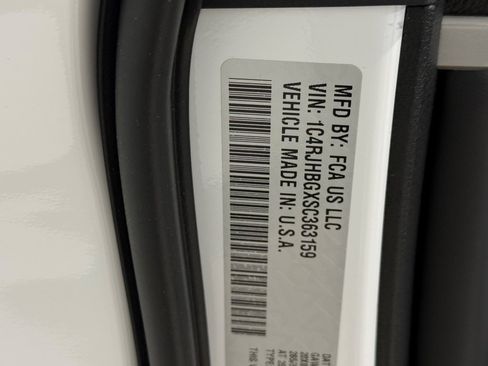 MFD BY: FCA US LLC
VIN: 1C4RJHBGXSC363159
VEHICLE MADE IN: U.S.A.